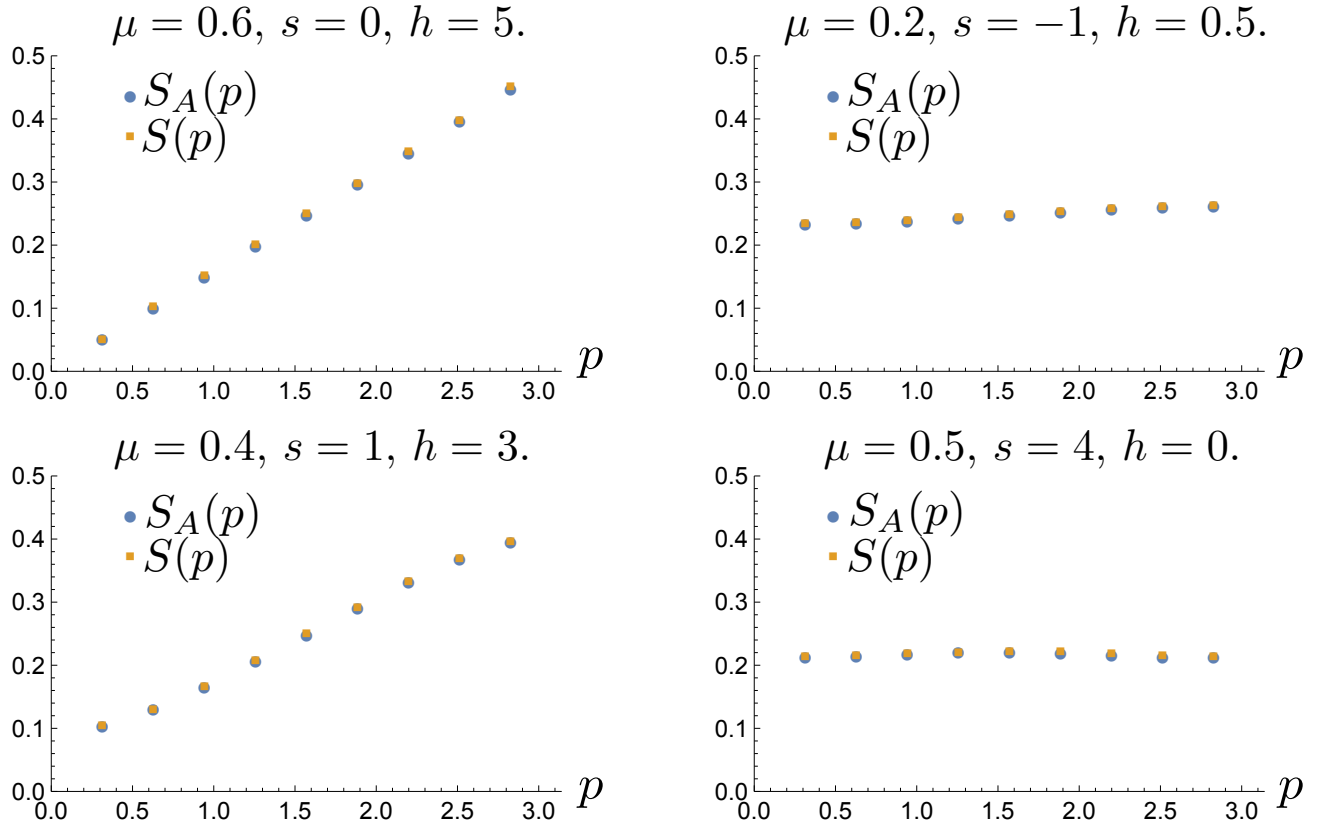 μ = 0.6, s = 0, h = 5.
0.5
0.4
0.3
0.2
0.1
0.0
S_A(p)
S(p)
0.0 0.5 1.0 1.5 2.0 2.5 3.0
p
μ = 0.2, s = −1, h = 0.5.
0.5
0.4
0.3
0.2
0.1
0.0
S_A(p)
S(p)
0.0 0.5 1.0 1.5 2.0 2.5 3.0
p
μ = 0.4, s = 1, h = 3.
0.5
0.4
0.3
0.2
0.1
0.0
S_A(p)
S(p)
0.0 0.5 1.0 1.5 2.0 2.5 3.0
p
μ = 0.5, s = 4, h = 0.
0.5
0.4
0.3
0.2
0.1
0.0
S_A(p)
S(p)
0.0 0.5 1.0 1.5 2.0 2.5 3.0
p